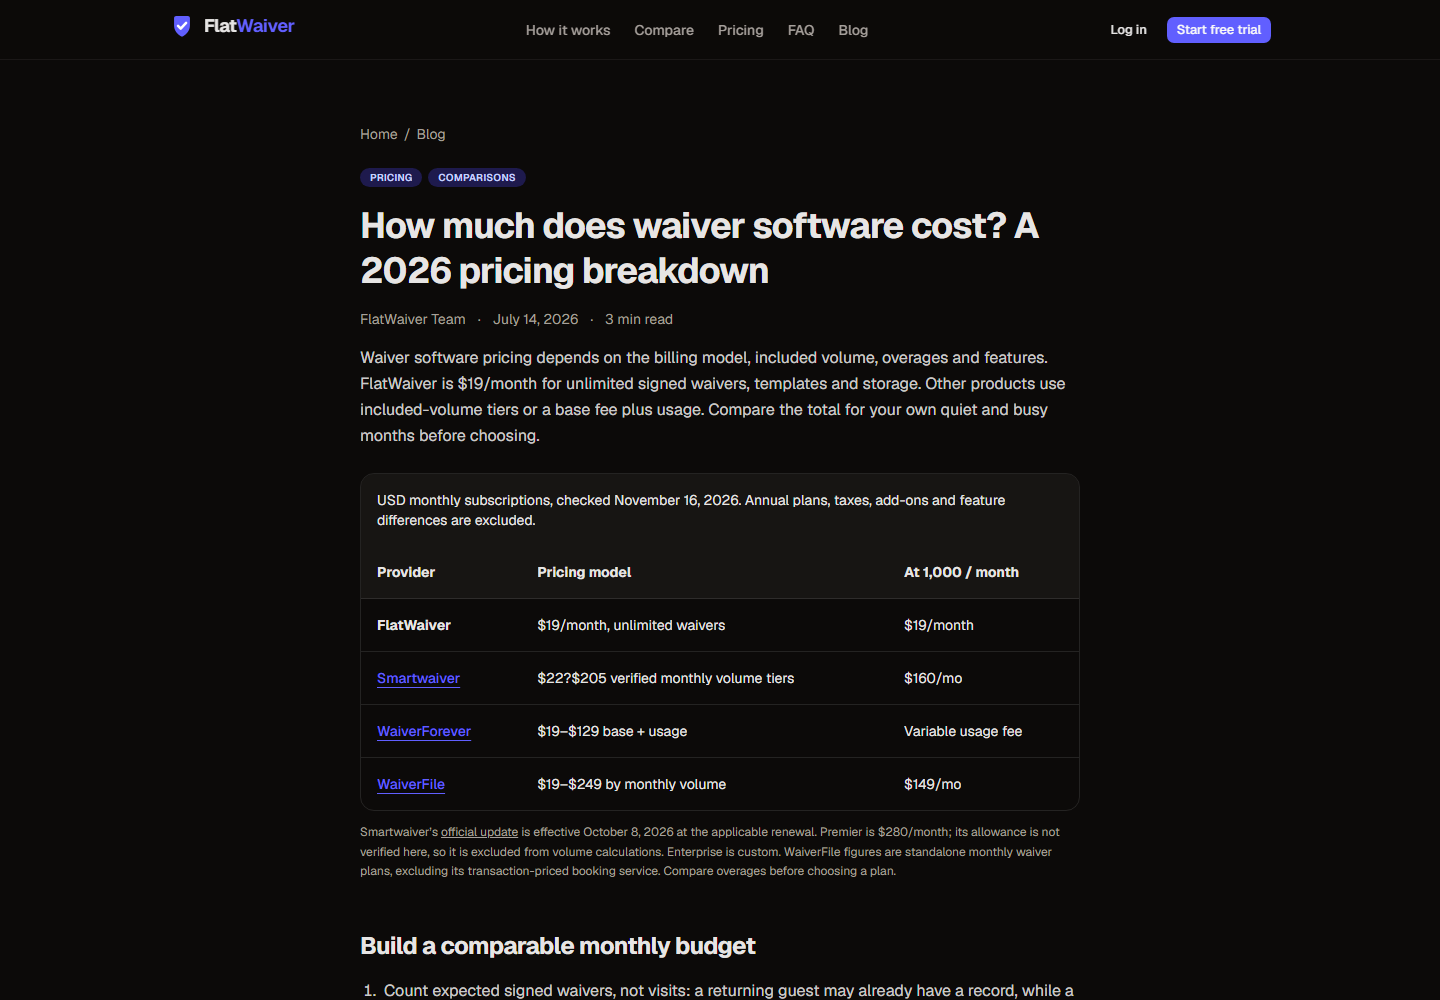 FlatWaiver
How it works
Compare
Pricing
FAQ
Blog
Log in
Start free trial
Home / Blog
PRICING
COMPARISONS
How much does waiver software cost? A
2026 pricing breakdown
FlatWaiver Team · July 14, 2026 · 3 min read
Waiver software pricing depends on the billing model, included volume, overages and features.
FlatWaiver is $19/month for unlimited signed waivers, templates and storage. Other products use
included-volume tiers or a base fee plus usage. Compare the total for your own quiet and busy
months before choosing.
USD monthly subscriptions, checked November 16, 2026. Annual plans, taxes, add-ons and feature
differences are excluded.
Provider Pricing model At 1,000 / month
FlatWaiver $19/month, unlimited waivers $19/month
Smartwaiver $22?$205 verified monthly volume tiers $160/mo
WaiverForever $19–$129 base + usage Variable usage fee
WaiverFile $19–$249 by monthly volume $149/mo
Smartwaiver's official update is effective October 8, 2026 at the applicable renewal. Premier is $280/month; its allowance is not
verified here, so it is excluded from volume calculations. Enterprise is custom. WaiverFile figures are standalone monthly waiver
plans, excluding its transaction-priced booking service. Compare overages before choosing a plan.
Build a comparable monthly budget
1. Count expected signed waivers, not visits: a returning guest may already have a record, while a